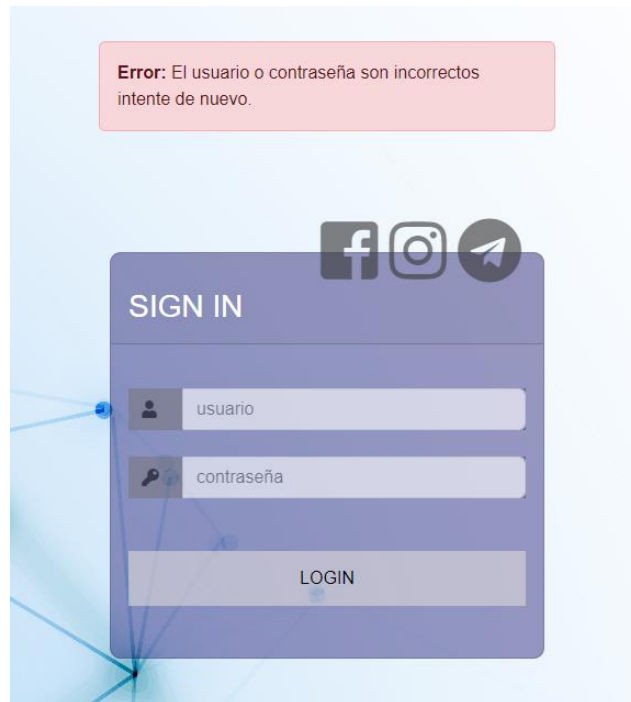 Error: El usuario o contraseña son incorrectos
intente de nuevo.
SIGN IN
usuario
contraseña
LOGIN